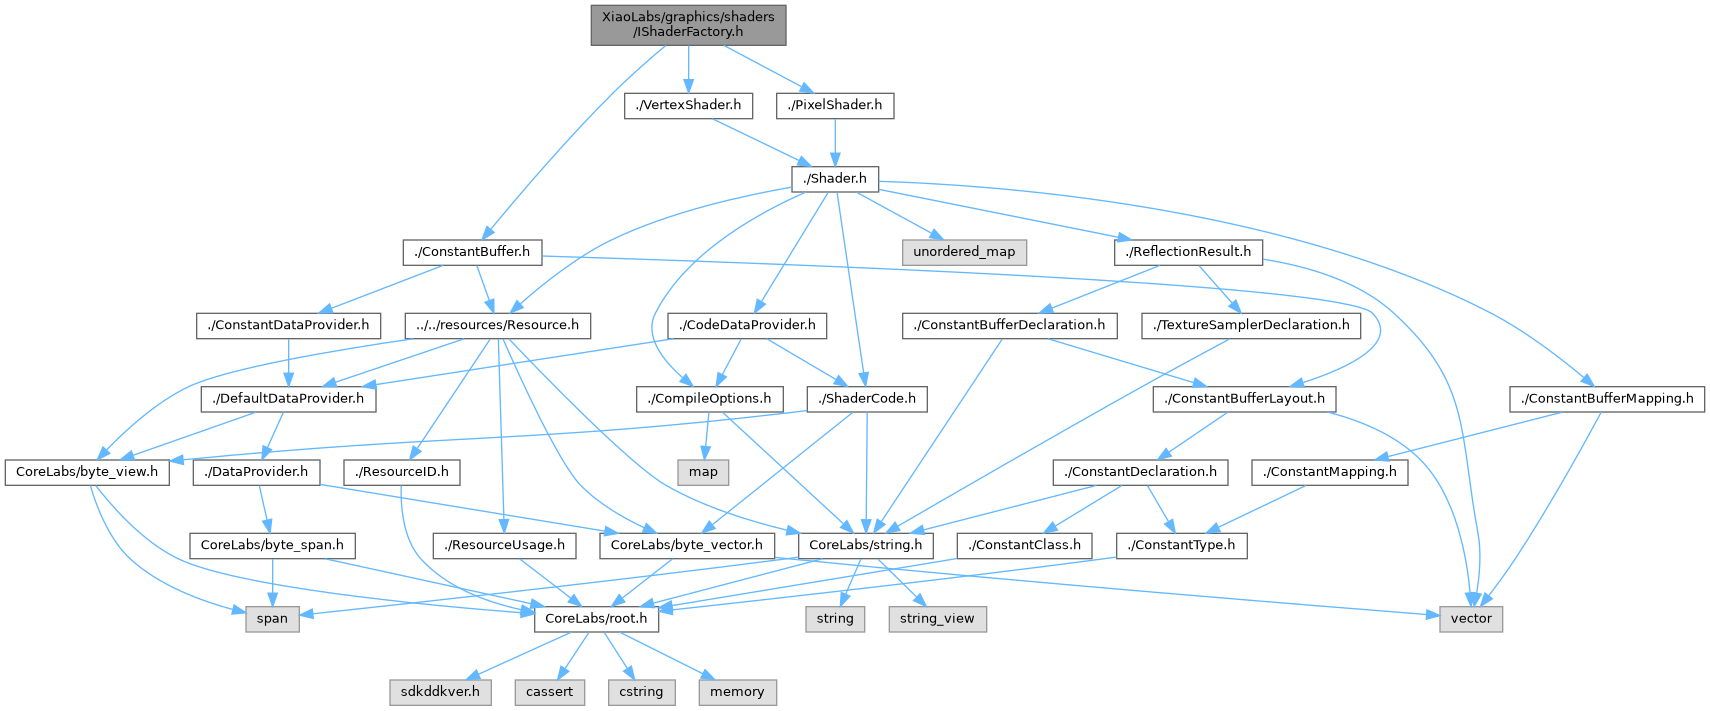 XiaoLabs/graphics/shaders
/IShaderFactory.h
./VertexShader.h
./PixelShader.h
./Shader.h
./ConstantBuffer.h
unordered_map
./ReflectionResult.h
./ConstantDataProvider.h
../../resources/Resource.h
./CodeDataProvider.h
./ConstantBufferDeclaration.h
./TextureSamplerDeclaration.h
./DefaultDataProvider.h
./CompileOptions.h
./ShaderCode.h
./ConstantBufferLayout.h
./ConstantBufferMapping.h
CoreLabs/byte_view.h
./DataProvider.h
./ResourceID.h
map
./ConstantDeclaration.h
./ConstantMapping.h
CoreLabs/byte_span.h
./ResourceUsage.h
CoreLabs/byte_vector.h
CoreLabs/string.h
./ConstantClass.h
./ConstantType.h
span
CoreLabs/root.h
string
string_view
vector
sdkddkver.h
cassert
cstring
memory